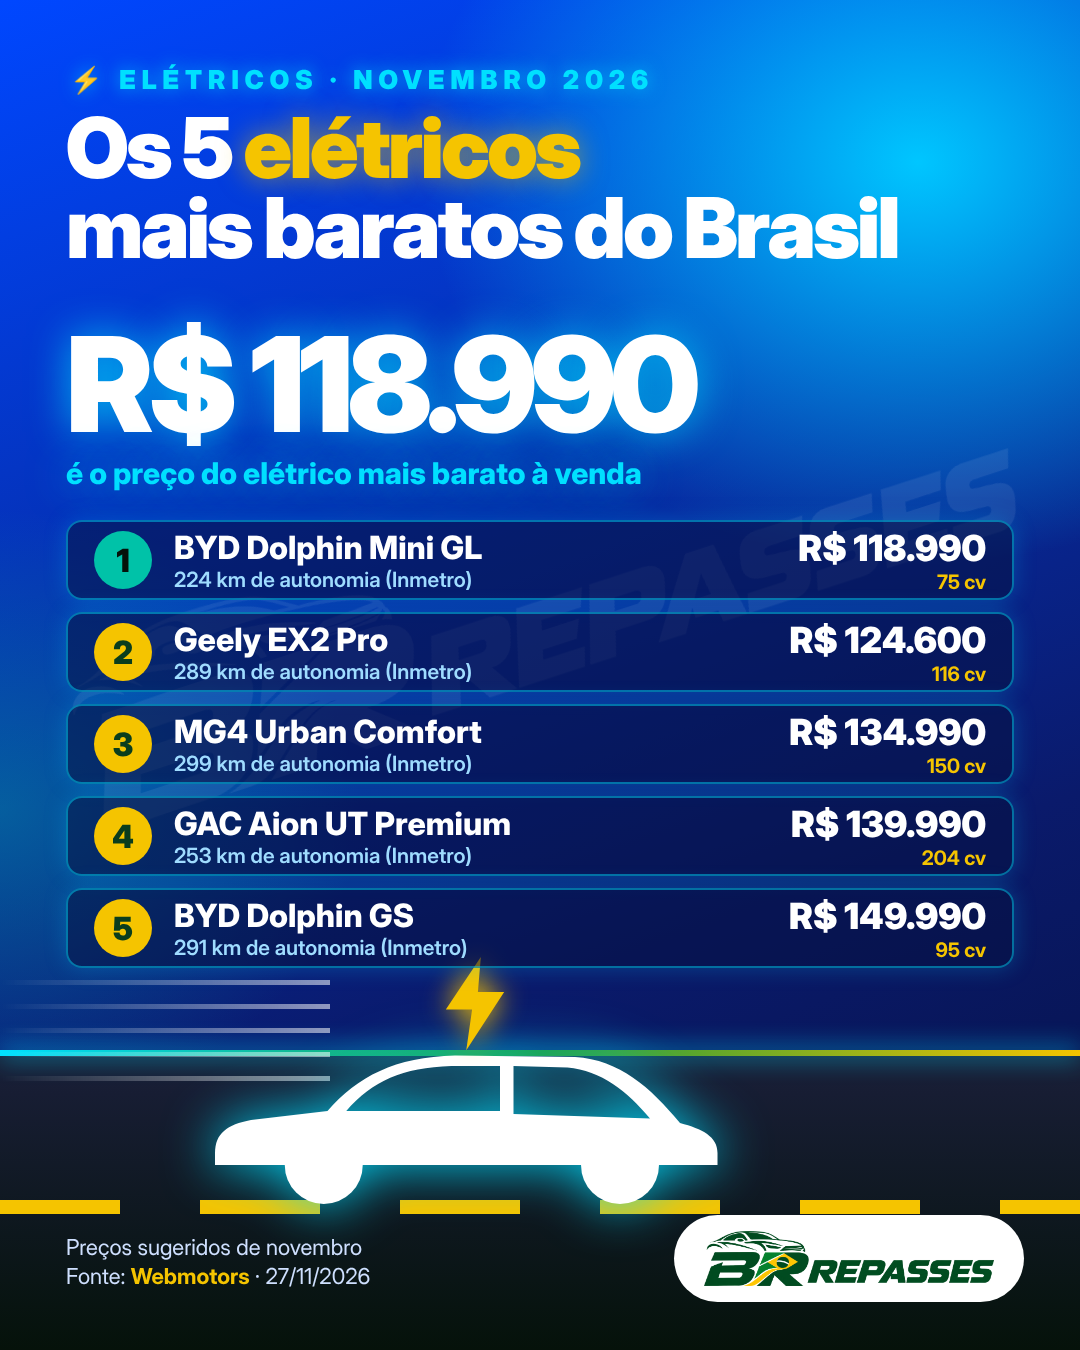 ⚡ ELÉTRICOS · NOVEMBRO 2026
Os 5 elétricos
mais baratos do Brasil
R$ 118.990
é o preço do elétrico mais barato à venda
1 BYD Dolphin Mini GL R$ 118.990
224 km de autonomia (Inmetro) 75 cv
2 Geely EX2 Pro R$ 124.600
289 km de autonomia (Inmetro) 116 cv
3 MG4 Urban Comfort R$ 134.990
299 km de autonomia (Inmetro) 150 cv
4 GAC Aion UT Premium R$ 139.990
253 km de autonomia (Inmetro) 204 cv
5 BYD Dolphin GS R$ 149.990
291 km de autonomia (Inmetro) 95 cv
BR REPASSES
Preços sugeridos de novembro
Fonte: Webmotors · 27/11/2026
BR REPASSES